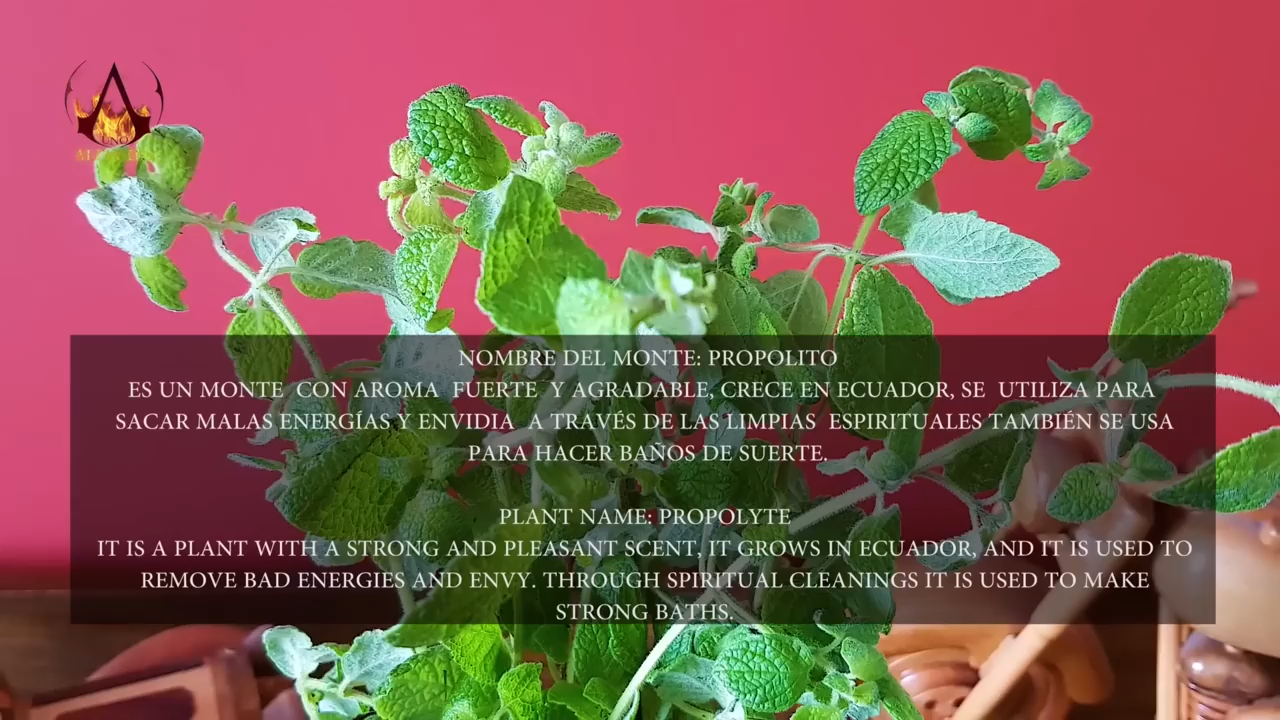 UNO
NOMBRE DEL MONTE: PROPOLITO
ES UN MONTE CON AROMA FUERTE Y AGRADABLE, CRECE EN ECUADOR, SE UTILIZA PARA
SACAR MALAS ENERGÍAS Y ENVIDIA A TRAVÉS DE LAS LIMPIAS ESPIRITUALES TAMBIÉN SE USA
PARA HACER BAÑOS DE SUERTE.
PLANT NAME: PROPOLYTE
IT IS A PLANT WITH A STRONG AND PLEASANT SCENT, IT GROWS IN ECUADOR, AND IT IS USED TO
REMOVE BAD ENERGIES AND ENVY. THROUGH SPIRITUAL CLEANINGS IT IS USED TO MAKE
STRONG BATHS.